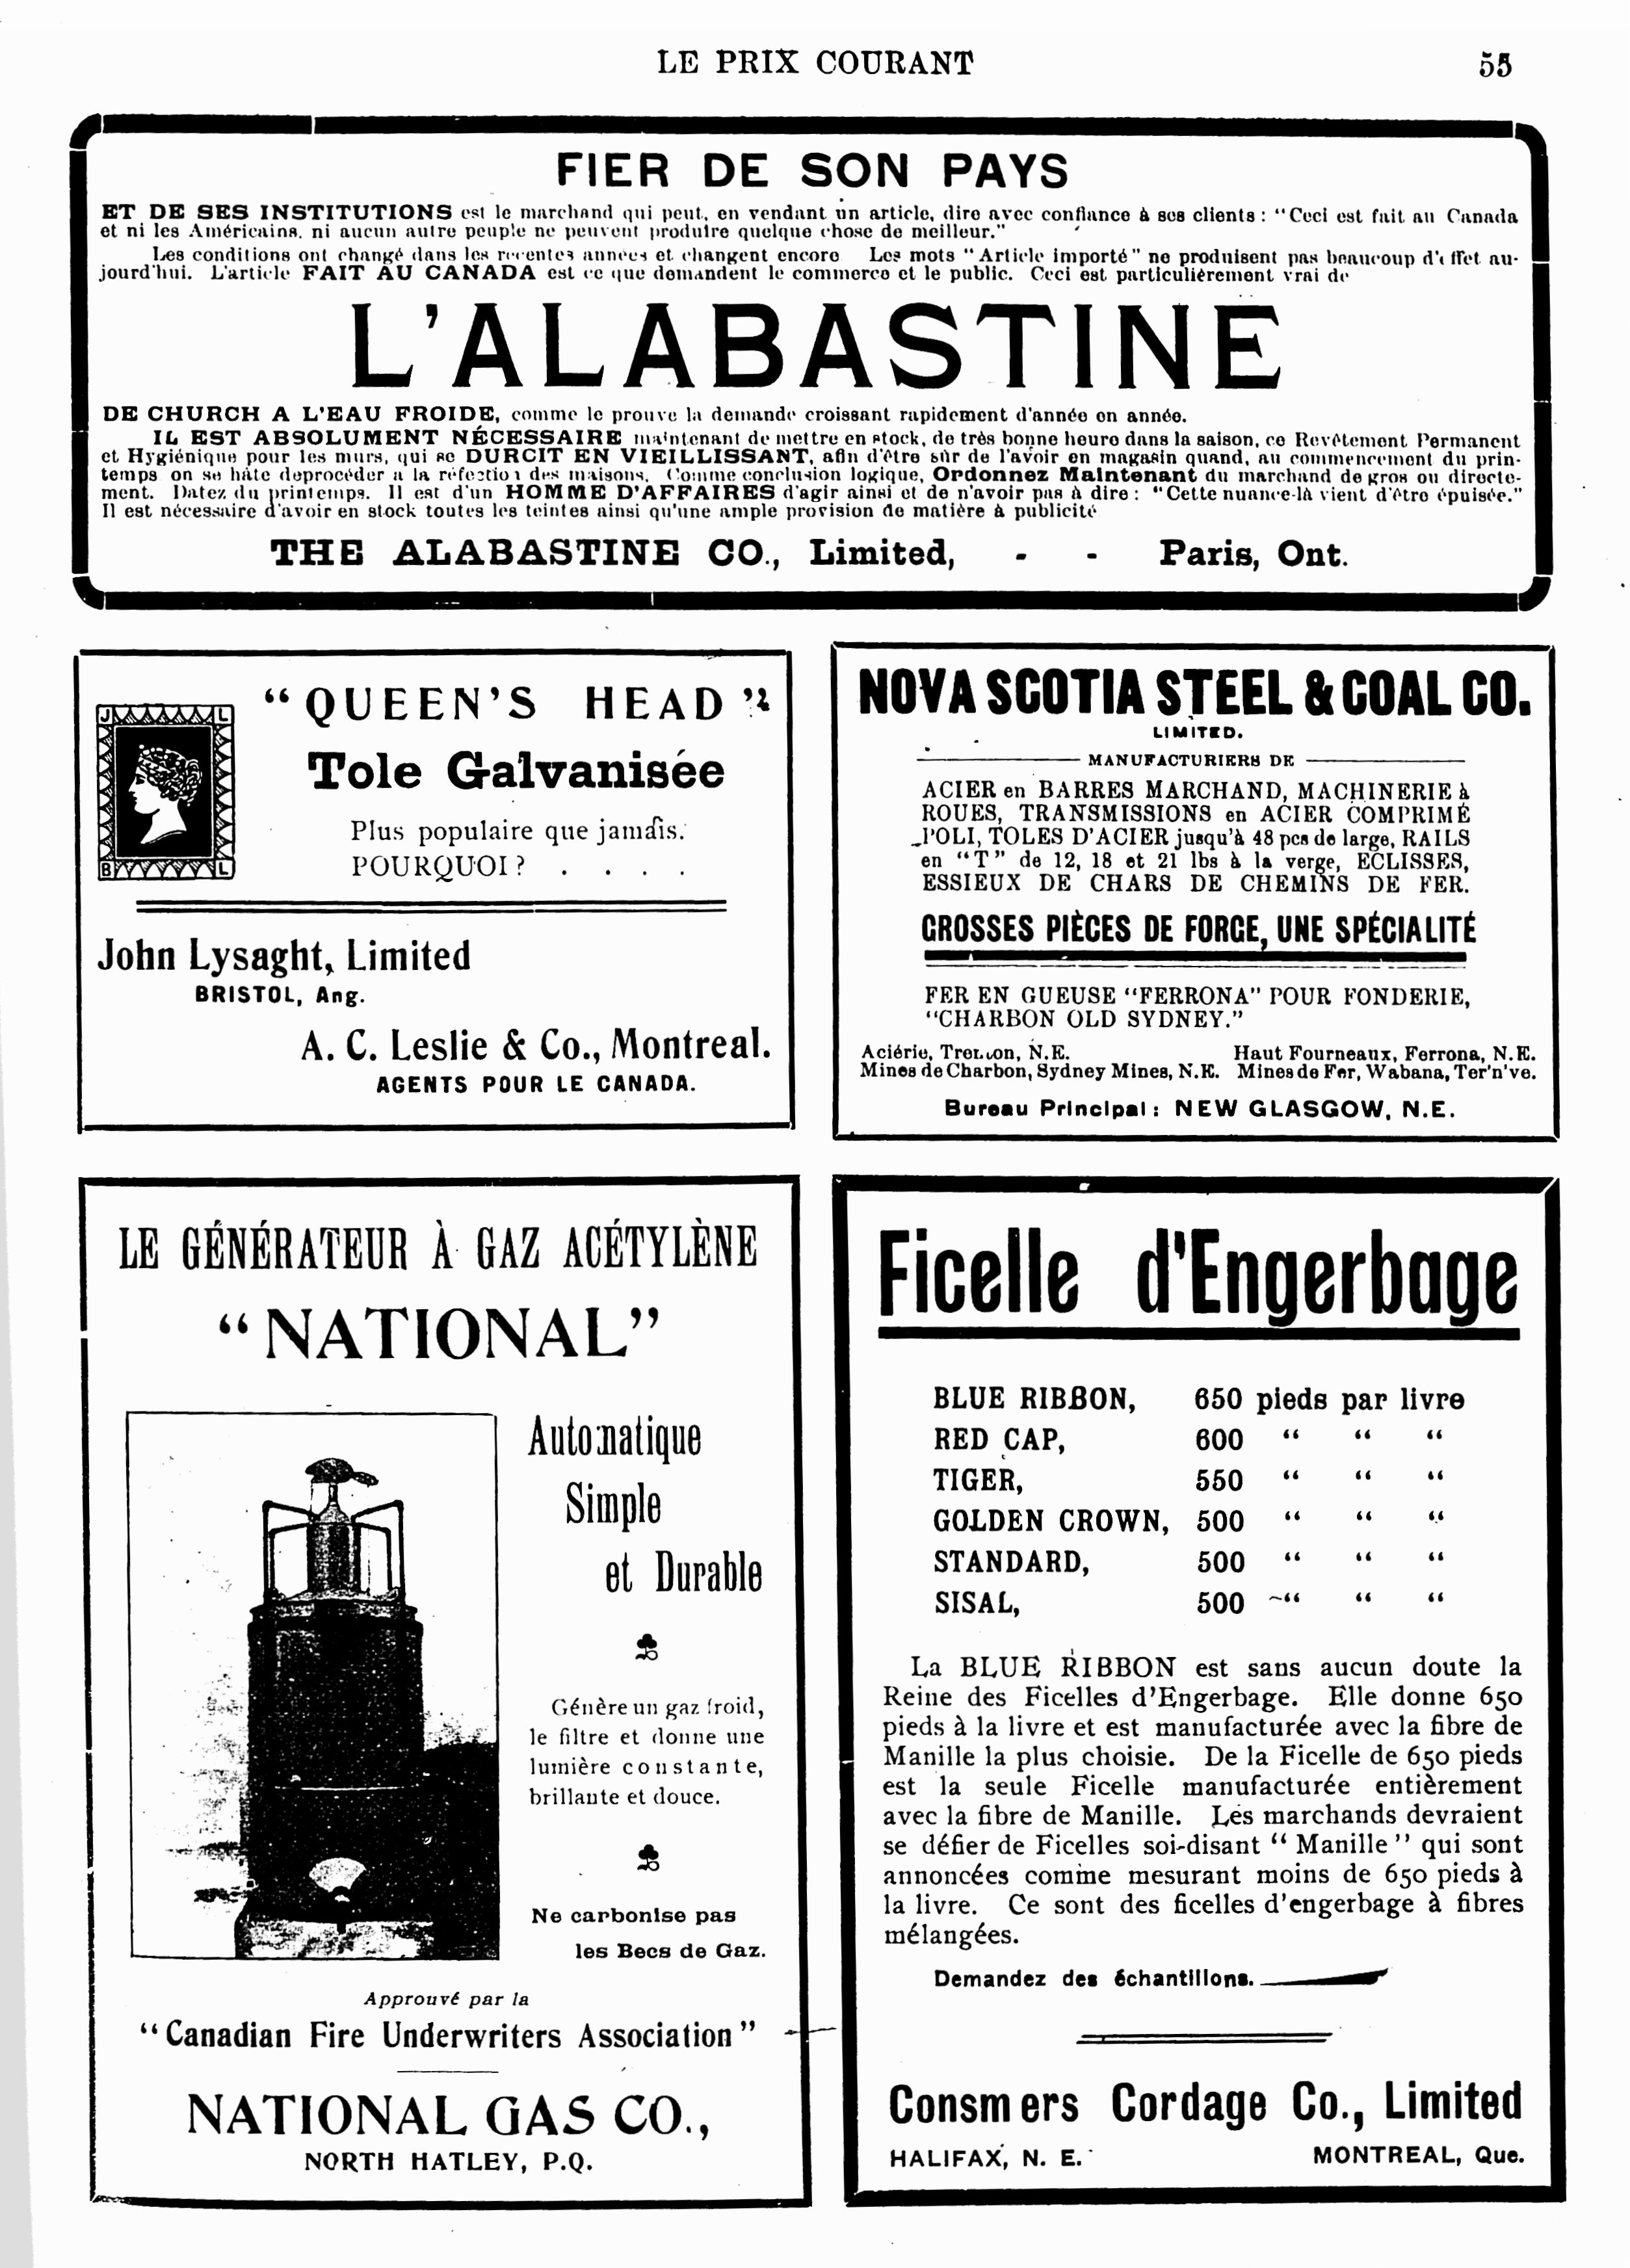 LE PRIX COURANT
55
FIER DE SON PAYS
ET DE SES INSTITUTIONS est le marchand qui peut, en vendant un article, dire avec confiance à ses clients : "Ceci est fait au Canada
et ni les Américains, ni aucun autre peuple ne peuvent produire quelque chose de meilleur."
Les conditions ont changé dans les recentes années et changent encore Les mots "Article importé" ne produisent pas beaucoup d'effet au-
jourd'hui. L'article FAIT AU CANADA est ce que demandent le commerce et le public. Ceci est particulièrement vrai de
L'ALABASTINE
DE CHURCH A L'EAU FROIDE, comme le prouve la demande croissant rapidement d'année en année.
IL EST ABSOLUMENT NÉCESSAIRE maintenant de mettre en stock, de très bonne heure dans la saison, ce Revêtement Permanent
et Hygiénique pour les murs, qui se DURCIT EN VIEILLISSANT, afin d'être sûr de l'avoir en magasin quand, au commencement du prin-
temps on se hâte deprocéder a la réfection des maisons. Comme conclusion logique, Ordonnez Maintenant du marchand de gros ou directe-
ment. Datez du printemps. Il est d'un HOMME D'AFFAIRES d'agir ainsi et de n'avoir pas à dire : "Cette nuance-là vient d'être épuisée."
Il est nécessaire d'avoir en stock toutes les teintes ainsi qu'une ample provision de matière à publicité
THE ALABASTINE CO., Limited, - - Paris, Ont.
"QUEEN'S HEAD"
J L
B L
Tole Galvanisée
Plus populaire que jamais.
POURQUOI ? . . . .
John Lysaght, Limited
BRISTOL, Ang.
A. C. Leslie & Co., Montreal.
AGENTS POUR LE CANADA.
NOVA SCOTIA STEEL & COAL CO.
LIMITED.
MANUFACTURIERS DE
ACIER en BARRES MARCHAND, MACHINERIE à
ROUES, TRANSMISSIONS en ACIER COMPRIMÉ
POLI, TOLES D'ACIER jusqu'à 48 pcs de large, RAILS
en "T" de 12, 18 et 21 lbs à la verge, ECLISSES,
ESSIEUX DE CHARS DE CHEMINS DE FER.
GROSSES PIÈCES DE FORGE, UNE SPÉCIALITÉ
FER EN GUEUSE "FERRONA" POUR FONDERIE,
"CHARBON OLD SYDNEY."
Aciérie, Trenton, N.E. Haut Fourneaux, Ferrona, N.E.
Mines de Charbon, Sydney Mines, N.E. Mines de Fer, Wabana, Ter'n've.
Bureau Principal : NEW GLASGOW, N.E.
LE GÉNÉRATEUR À GAZ ACÉTYLÈNE
"NATIONAL"
Automatique
Simple
et Durable
Génère un gaz froid,
le filtre et donne une
lumière constante,
brillante et douce.
Ne carbonise pas
les Becs de Gaz.
Approuvé par la
"Canadian Fire Underwriters Association"
NATIONAL GAS CO.,
NORTH HATLEY, P.Q.
Ficelle d'Engerbage
BLUE RIBBON, 650 pieds par livre
RED CAP, 600 " " "
TIGER, 550 " " "
GOLDEN CROWN, 500 " " "
STANDARD, 500 " " "
SISAL, 500 " " "
La BLUE RIBBON est sans aucun doute la
Reine des Ficelles d'Engerbage. Elle donne 650
pieds à la livre et est manufacturée avec la fibre de
Manille la plus choisie. De la Ficelle de 650 pieds
est la seule Ficelle manufacturée entièrement
avec la fibre de Manille. Les marchands devraient
se défier de Ficelles soi-disant "Manille" qui sont
annoncées comme mesurant moins de 650 pieds à
la livre. Ce sont des ficelles d'engerbage à fibres
mélangées.
Demandez des échantillons.
Consmers Cordage Co., Limited
HALIFAX, N. E. MONTREAL, Que.